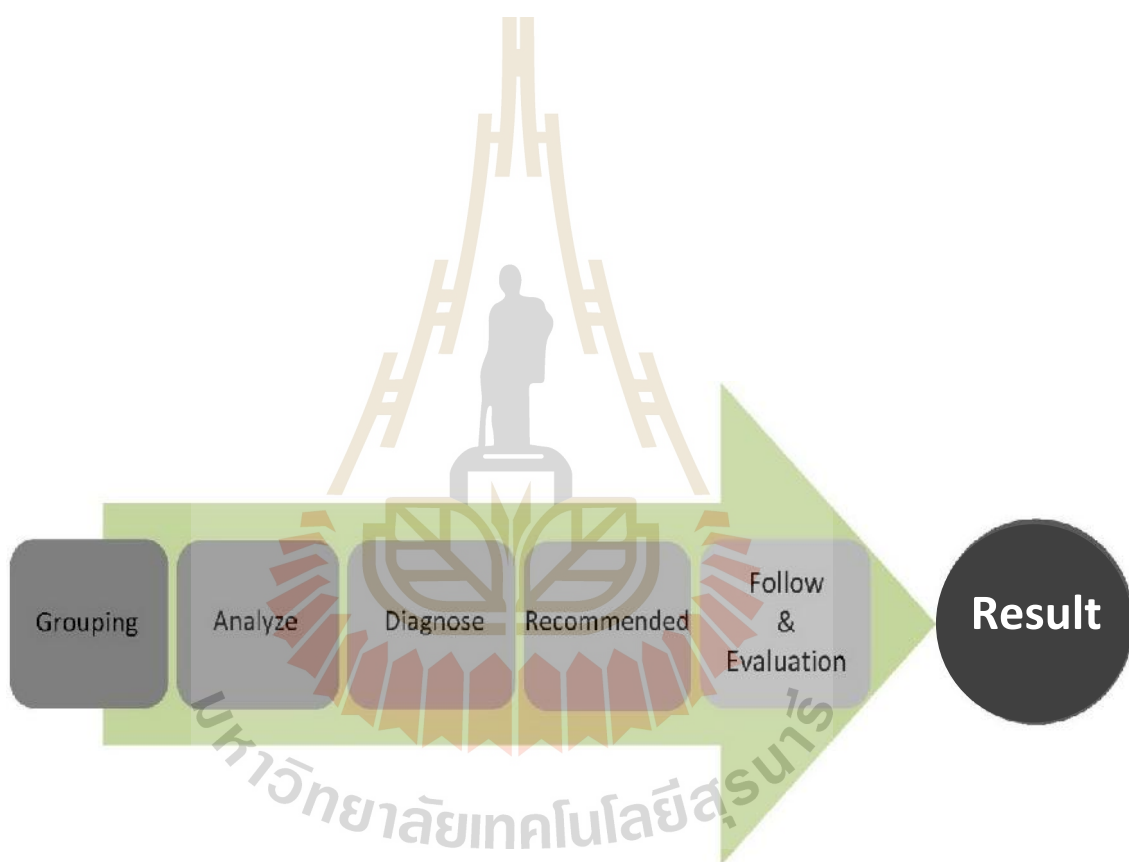 Grouping
Analyze
Diagnose
Recommended
Follow
&
Evaluation
Result
มหาวิทยาลัยเทคโนโลยีสุรนารี